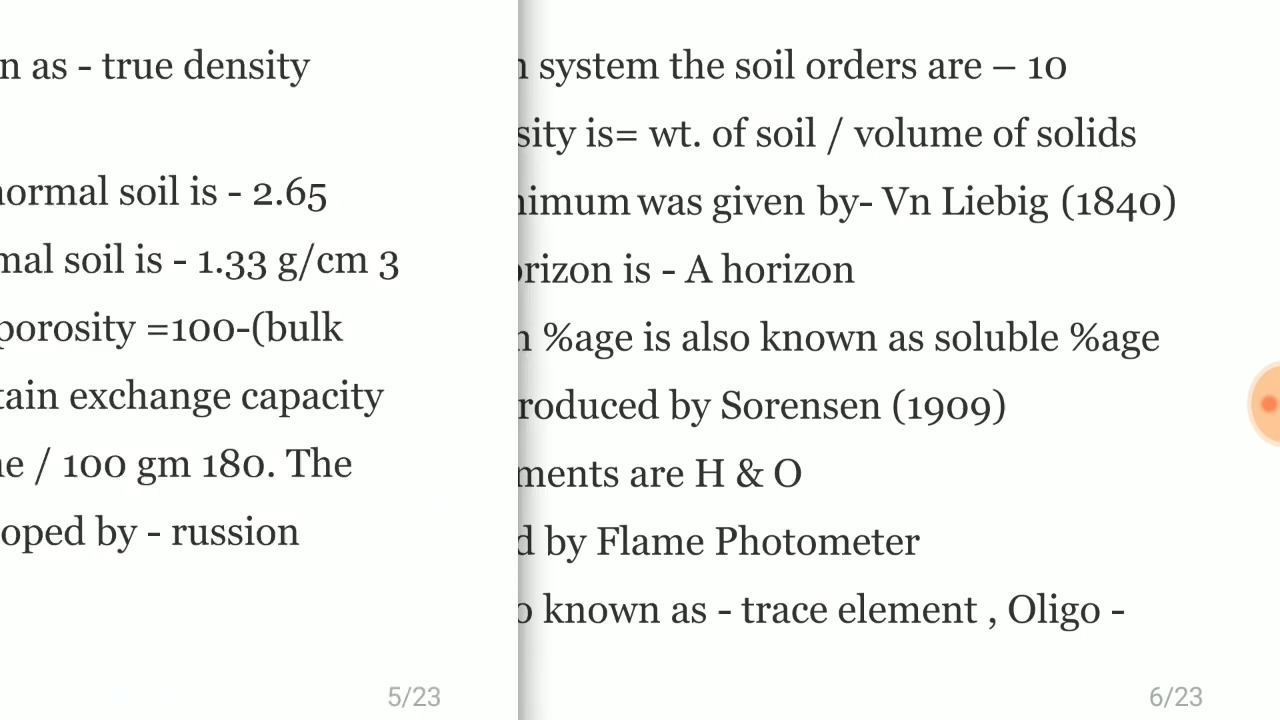 n as - true density
normal soil is - 2.65
mal soil is - 1.33 g/cm 3
porosity =100-(bulk
tain exchange capacity
e / 100 gm 180. The
oped by - russion
5/23
n system the soil orders are – 10
sity is= wt. of soil / volume of solids
nimum was given by- Vn Liebig (1840)
orizon is - A horizon
n %age is also known as soluble %age
roduced by Sorensen (1909)
ments are H & O
d by Flame Photometer
o known as - trace element , Oligo -
6/23